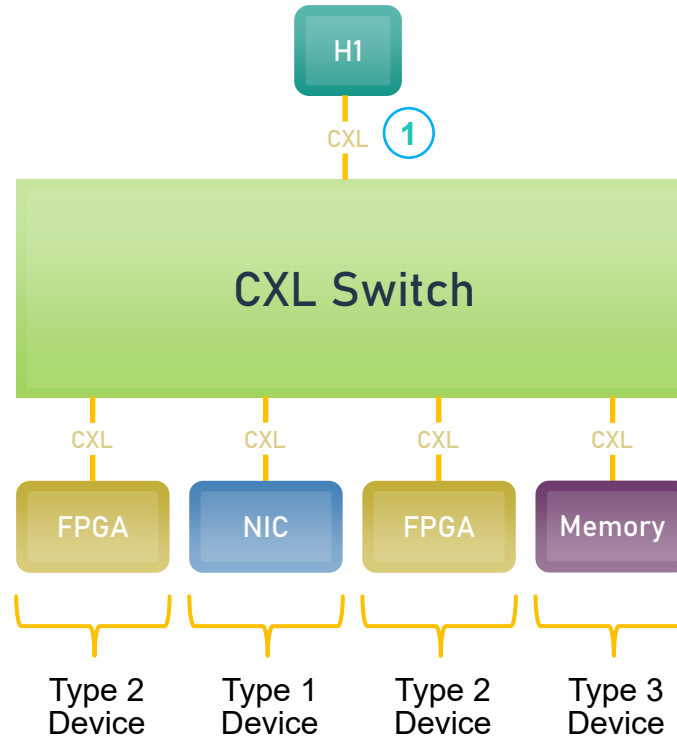 H1
CXL
1
CXL Switch
CXL CXL CXL CXL
FPGA NIC FPGA Memory
Type 2 Type 1 Type 2 Type 3
Device Device Device Device